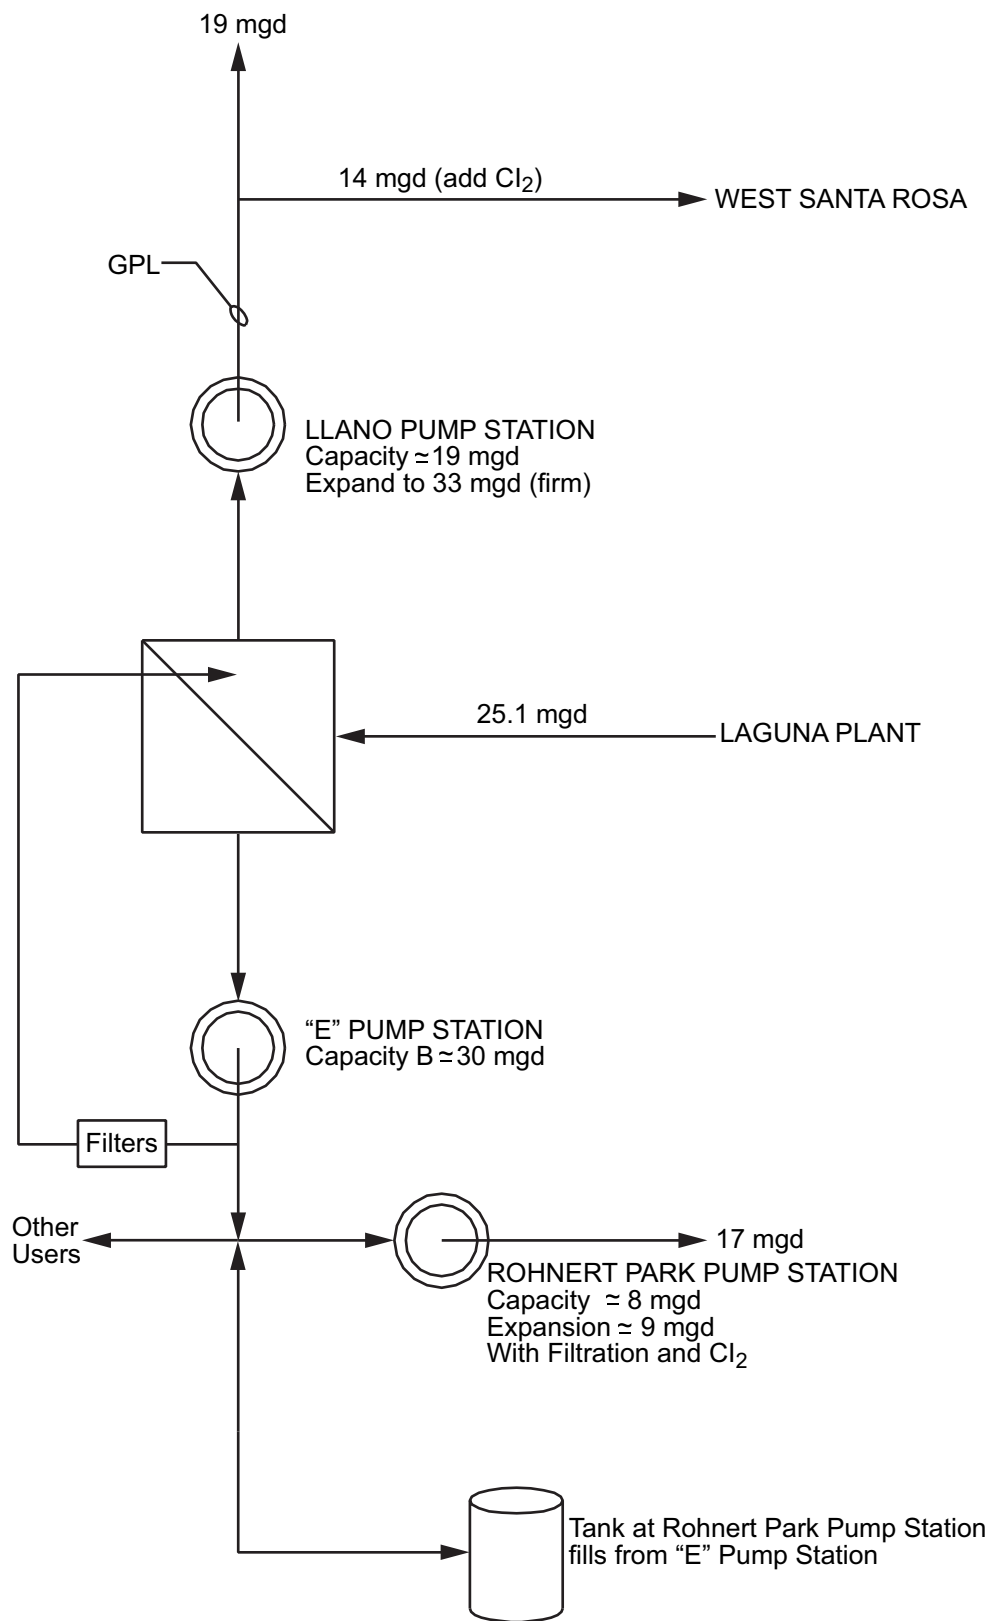 19 mgd
14 mgd (add Cl₂)
WEST SANTA ROSA
GPL
LLANO PUMP STATION
Capacity ≃19 mgd
Expand to 33 mgd (firm)
25.1 mgd
LAGUNA PLANT
“E” PUMP STATION
Capacity B ≃30 mgd
Filters
Other
Users
17 mgd
ROHNERT PARK PUMP STATION
Capacity ≃ 8 mgd
Expansion ≃ 9 mgd
With Filtration and Cl₂
Tank at Rohnert Park Pump Station
fills from “E” Pump Station